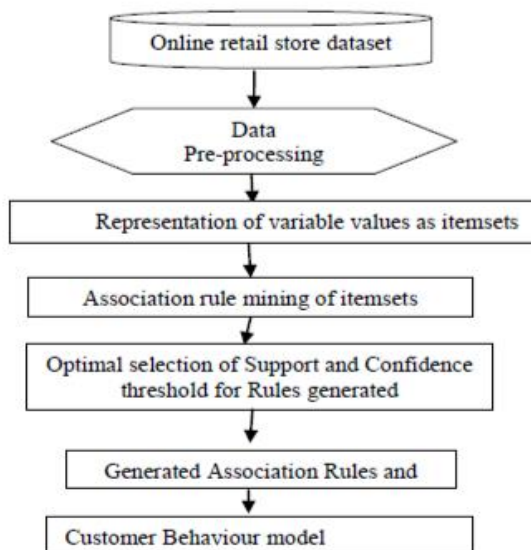 Online retail store dataset
Data
Pre-processing
Representation of variable values as itemsets
Association rule mining of itemsets
Optimal selection of Support and Confidence
threshold for Rules generated
Generated Association Rules and
Customer Behaviour model